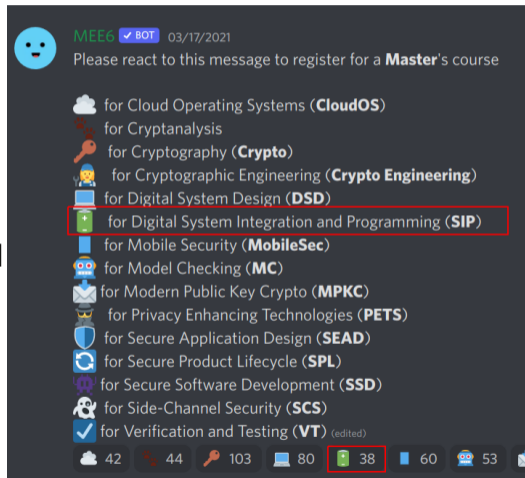 MEE6 BOT 03/17/2021
Please react to this message to register for a Master's course
for Cloud Operating Systems (CloudOS)
for Cryptanalysis
for Cryptography (Crypto)
for Cryptographic Engineering (Crypto Engineering)
for Digital System Design (DSD)
for Digital System Integration and Programming (SIP)
for Mobile Security (MobileSec)
for Model Checking (MC)
for Modern Public Key Crypto (MPKC)
for Privacy Enhancing Technologies (PETS)
for Secure Application Design (SEAD)
for Secure Product Lifecycle (SPL)
for Secure Software Development (SSD)
for Side-Channel Security (SCS)
for Verification and Testing (VT) (edited)
42 44 103 80 38 60 53